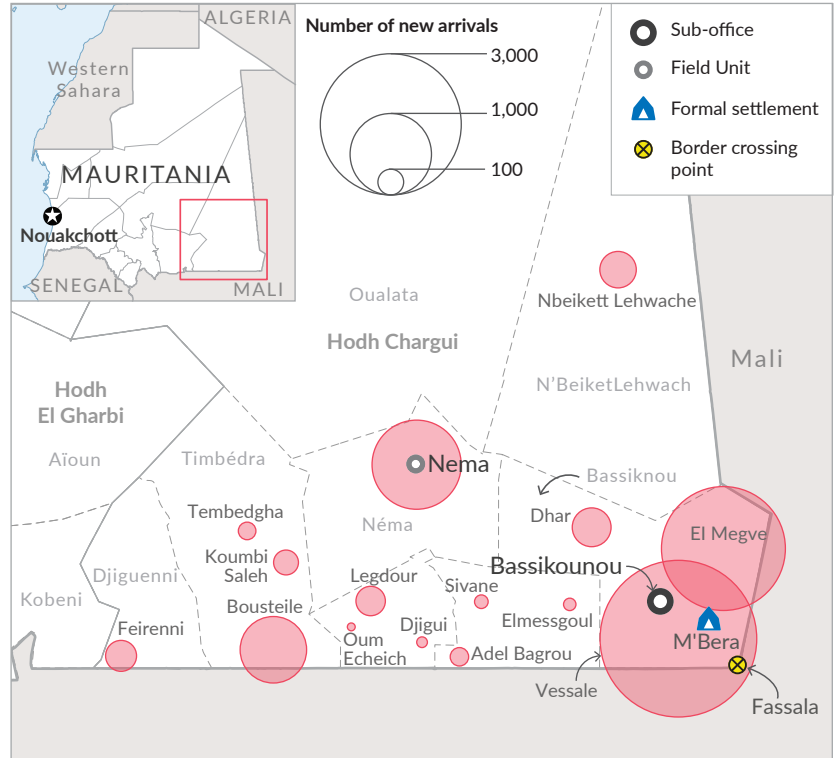 ALGERIA
Western
Sahara
MAURITANIA
Nouakchott
SENEGAL
MALI
Number of new arrivals
3,000
1,000
100
Sub-office
Field Unit
Formal settlement
Border crossing
point
Nbeikett Lehwache
Oualata
Hodh Chargui
Mali
N'BeiketLehwach
Hodh
El Gharbi
Aïoun
Timbédra
Nema
Bassiknou
Tembedgha
Néma
Dhar
El Megve
Koumbi
Saleh
Bassikounou
Djiguenni
Legdour
Sivane
Kobeni
Bousteile
Elmessgoul
Feirenni
Oum
Echeich
Djigui
M'Bera
Adel Bagrou
Vessale
Fassala